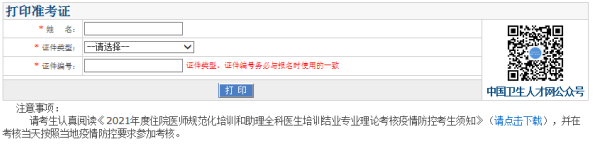 打印准考证
* 姓 名：
* 证件类型： --请选择--
* 证件编号： 证件类型、证件编号务必与报名时使用的一致
中国卫生人才网公众号
打 印
注意事项：
请考生认真阅读《2021年度住院医师规范化培训和助理全科医生培训结业专业理论考核疫情防控考生须知》（请点击下载），并在
考核当天按照当地疫情防控要求参加考核。